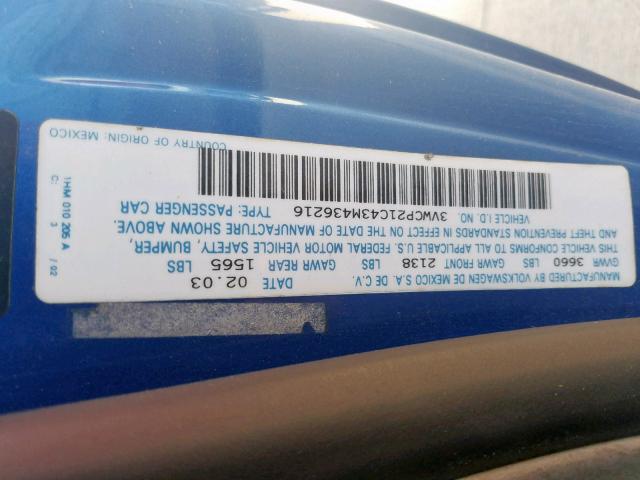 MANUFACTURED BY VOLKSWAGEN DE MEXICO S.A. DE C.V. DATE 02.03
GVWR 3660 LBS GAWR FRONT 2138 LBS GAWR REAR 1565 LBS
THIS VEHICLE CONFORMS TO ALL APPLICABLE U.S. FEDERAL MOTOR VEHICLE SAFETY, BUMPER,
AND THEFT PREVENTION STANDARDS IN EFFECT ON THE DATE OF MANUFACTURE SHOWN ABOVE.
VEHICLE I.D. NO. 3VWCP21C43M436216 TYPE: PASSENGER CAR
COUNTRY OF ORIGIN: MEXICO
1HM 010 205 A
C: 3 / 02